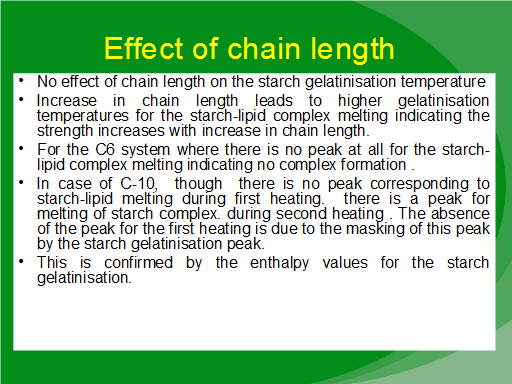 Effect of chain length
• No effect of chain length on the starch gelatinisation temperature
• Increase in chain length leads to higher gelatinisation
temperatures for the starch-lipid complex melting indicating the
strength increases with increase in chain length.
• For the C6 system where there is no peak at all for the starch-
lipid complex melting indicating no complex formation .
• In case of C-10, though there is no peak corresponding to
starch-lipid melting during first heating. there is a peak for
melting of starch complex. during second heating . The absence
of the peak for the first heating is due to the masking of this peak
by the starch gelatinisation peak.
• This is confirmed by the enthalpy values for the starch
gelatinisation.